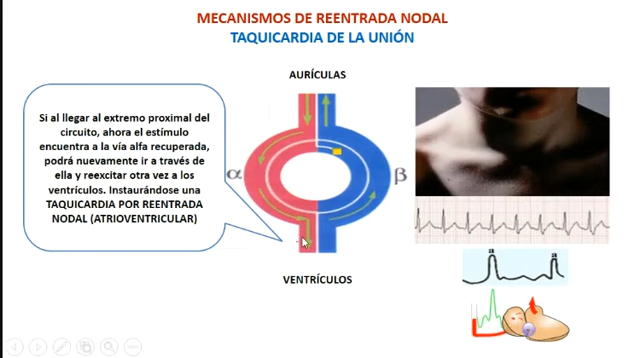 MECANISMOS DE REENTRADA NODAL
TAQUICARDIA DE LA UNIÓN
AURÍCULAS
Si al llegar al extremo proximal del
circuito, ahora el estímulo
encuentra a la vía alfa recuperada,
podrá nuevamente ir a través de
ella y reexcitar otra vez a los
ventrículos. Instaurándose una
TAQUICARDIA POR REENTRADA
NODAL (ATRIOVENTRICULAR)
α
β
VENTRÍCULOS